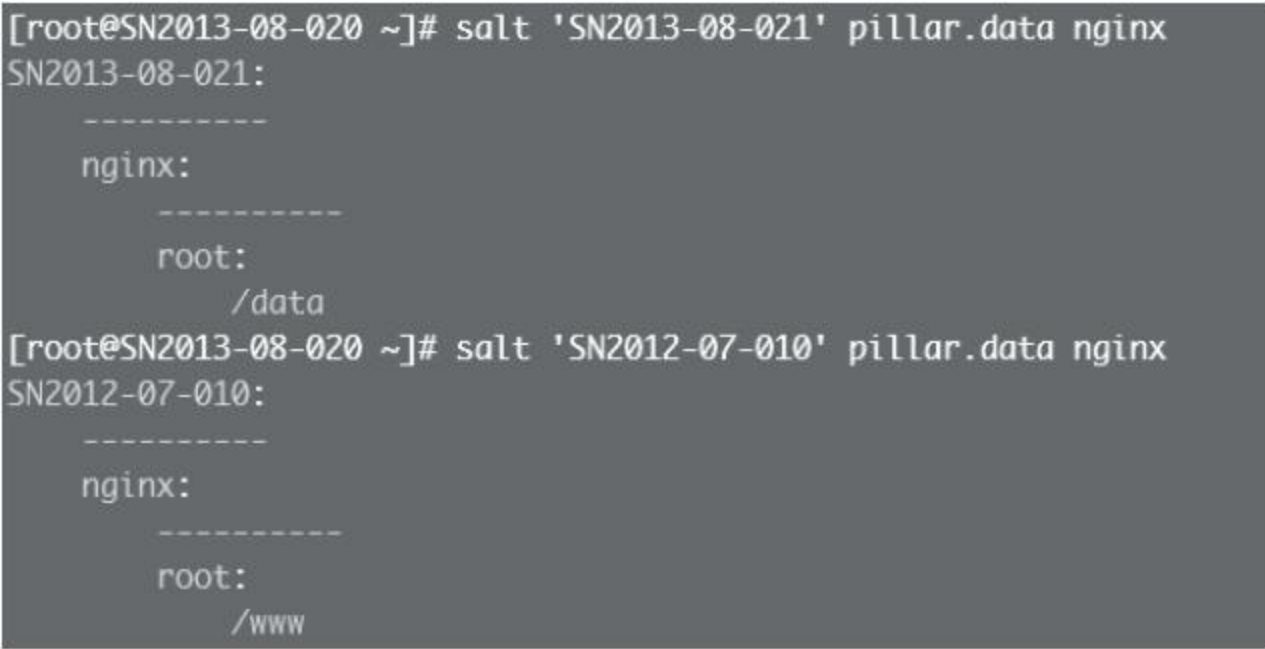 [root@SN2013-08-020 ~]# salt 'SN2013-08-021' pillar.data nginx
SN2013-08-021:
    ----------
    nginx:
        ----------
        root:
            /data
[root@SN2013-08-020 ~]# salt 'SN2012-07-010' pillar.data nginx
SN2012-07-010:
    ----------
    nginx:
        ----------
        root:
            /www